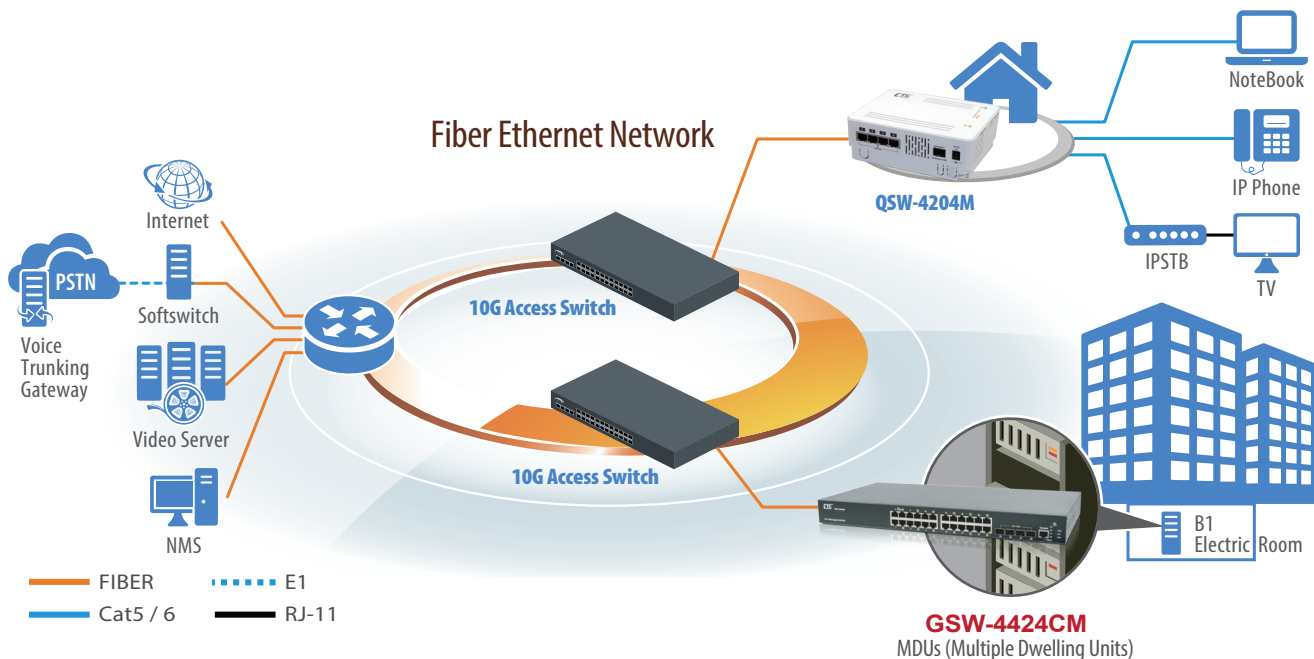 Fiber Ethernet Network
Internet
PSTN
Softswitch
Voice
Trunking
Gateway
Video Server
NMS
10G Access Switch
10G Access Switch
CTS
QSW-4204M
NoteBook
IP Phone
IPSTB
TV
B1
Electric Room
CTS
GSW-4424CM
MDUs (Multiple Dwelling Units)
FIBER
E1
Cat5 / 6
RJ-11